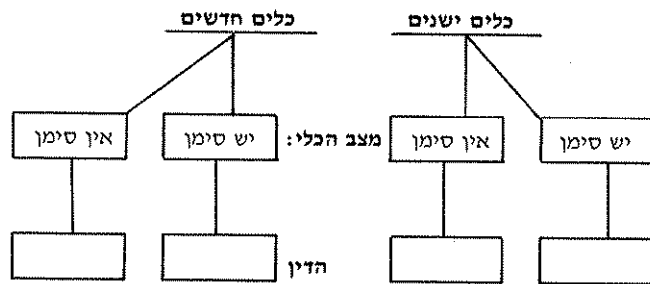 כלים ישנים כלים חדשים
יש סימן אין סימן מצב הכלי: יש סימן אין סימן
הדין